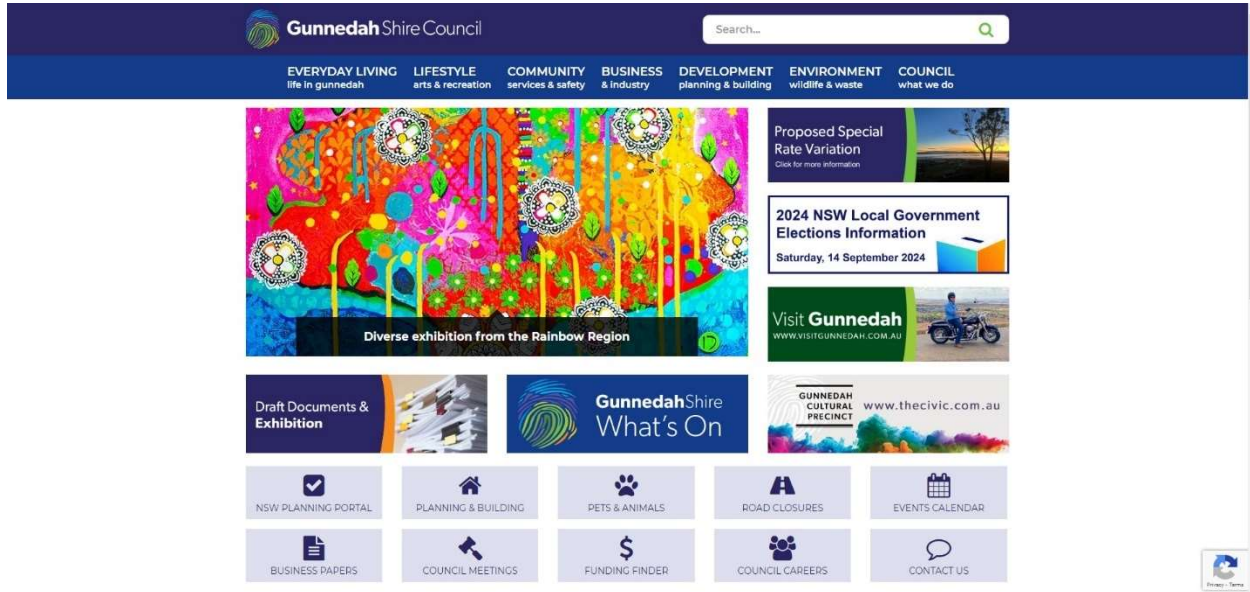 Gunnedah Shire Council
Search...
EVERYDAY LIVING
life in gunnedah
LIFESTYLE
arts & recreation
COMMUNITY
services & safety
BUSINESS
& industry
DEVELOPMENT
planning & building
ENVIRONMENT
wildlife & waste
COUNCIL
what we do
Diverse exhibition from the Rainbow Region
Proposed Special
Rate Variation
Click for more information
2024 NSW Local Government
Elections Information
Saturday, 14 September 2024
Visit Gunnedah
WWW.VISITGUNNEDAH.COM.AU
Draft Documents &
Exhibition
GunnedahShire
What's On
GUNNEDAH
CULTURAL
PRECINCT
www.thecivic.com.au
NSW PLANNING PORTAL
PLANNING & BUILDING
PETS & ANIMALS
ROAD CLOSURES
EVENTS CALENDAR
BUSINESS PAPERS
COUNCIL MEETINGS
FUNDING FINDER
COUNCIL CAREERS
CONTACT US
Privacy - Terms